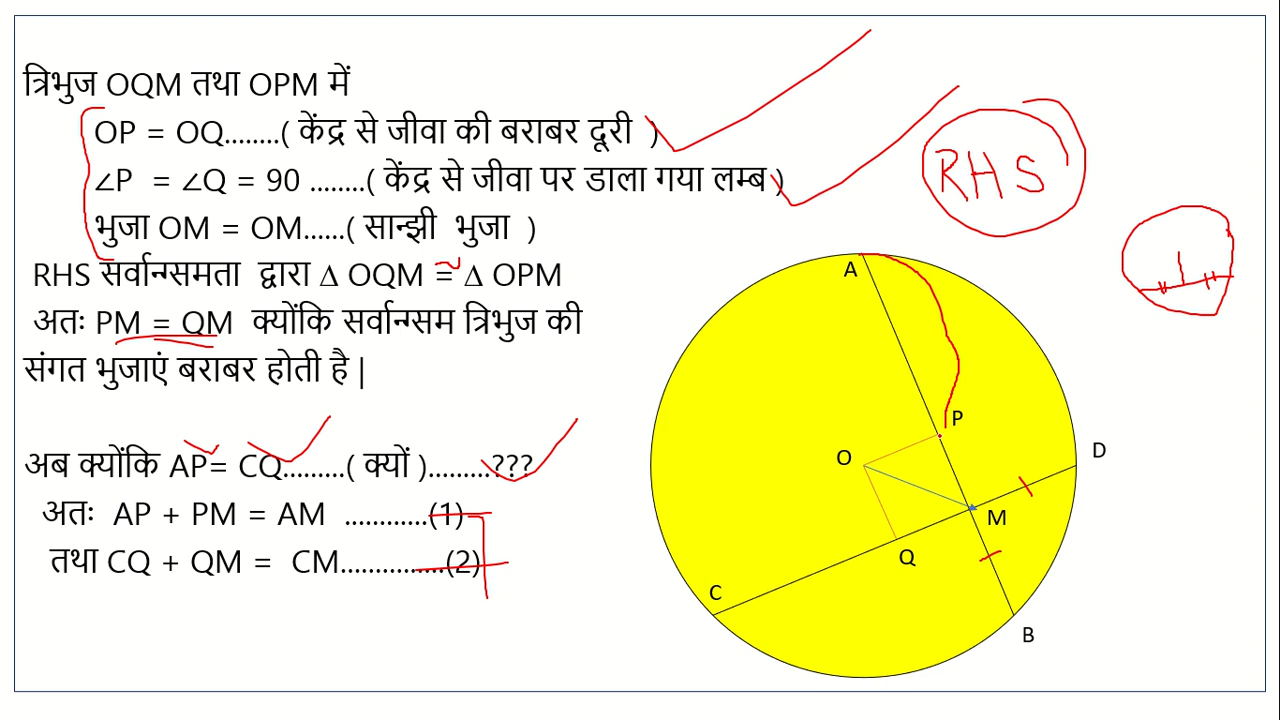 त्रिभुज OQM तथा OPM में
OP = OQ........( केंद्र से जीवा की बराबर दूरी )
∠P = ∠Q = 90 ........( केंद्र से जीवा पर डाला गया लम्ब )
भुजा OM = OM......( सान्झी भुजा )
RHS सर्वान्गसमता द्वारा ∆ OQM = ∆ OPM
अतः PM = QM क्योंकि सर्वान्गसम त्रिभुज की
संगत भुजाएं बराबर होती है |
अब क्योंकि AP= CQ.........( क्यों ).........???
अतः AP + PM = AM ............(1)
तथा CQ + QM = CM...............(2)
RHS
A
P
D
O
M
Q
C
B